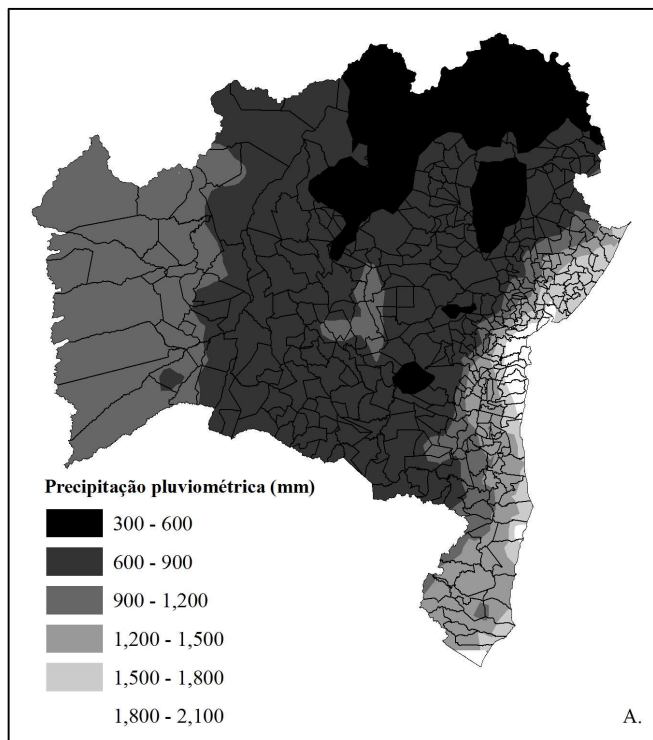 Precipitação pluviométrica (mm)
300 - 600
600 - 900
900 - 1,200
1,200 - 1,500
1,500 - 1,800
1,800 - 2,100
A.